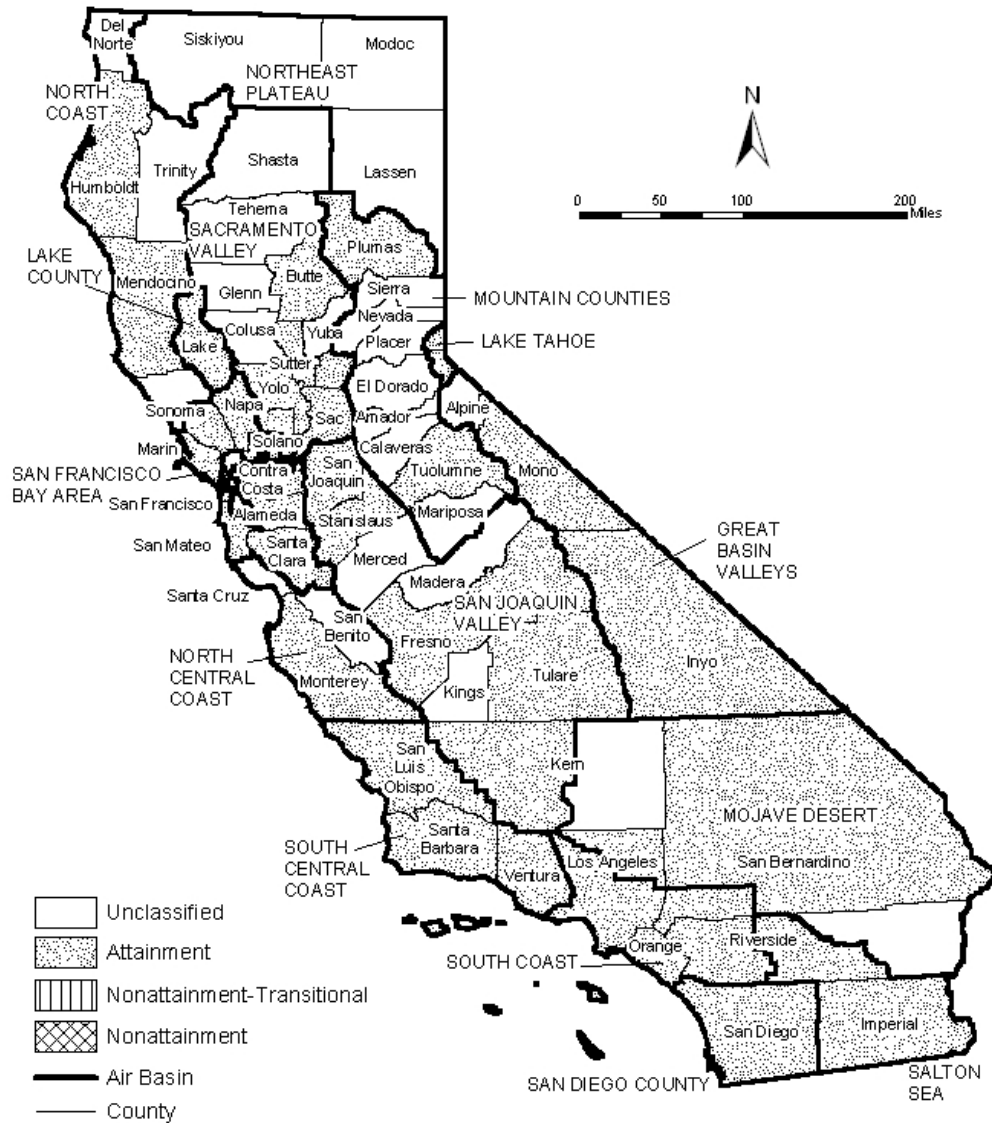 Del
Norte
Siskiyou
Modoc
NORTHEAST
PLATEAU
NORTH
COAST
N
Shasta
Trinity
Lassen
Humboldt
0 50 100 200
Miles
Tehema
SACRAMENTO
VALLEY
LAKE
COUNTY
Plumas
Butte
Mendocino
Glenn
Sierra
MOUNTAIN COUNTIES
Nevada
Colusa
Yuba
Placer
LAKE TAHOE
Lake
Sutter
Yolo
El Dorado
Napa
Alpine
Sonoma
Sac
Amador
Solano
Marin
Calaveras
SAN FRANCISCO
BAY AREA
Contra
Costa
San
Joaquin
Tuolumne
Mono
San Francisco
Alameda
Stanislaus
Mariposa
GREAT
BASIN
VALLEYS
San Mateo
Santa
Clara
Merced
Madera
Santa Cruz
San
Benito
SAN JOAQUIN
VALLEY
Fresno
NORTH
CENTRAL
COAST
Monterey
Kings
Tulare
Inyo
San
Luis
Obispo
Kern
MOJAVE DESERT
SOUTH
CENTRAL
COAST
Santa
Barbara
Ventura
Los Angeles
San Bernardino
Unclassified
Attainment
Orange
Riverside
SOUTH COAST
Nonattainment-Transitional
Nonattainment
San Diego
Imperial
Air Basin
SAN DIEGO COUNTY
SALTON
SEA
County